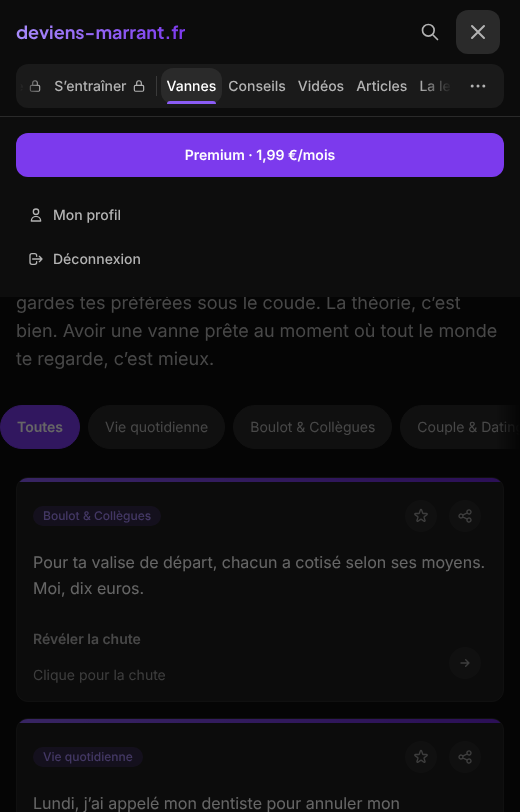 deviens-marrant.fr
S'entraîner Vannes Conseils Vidéos Articles La le
Premium · 1,99 €/mois
Mon profil
Déconnexion
gardes tes préférées sous le coude. La théorie, c'est
bien. Avoir une vanne prête au moment où tout le monde
te regarde, c'est mieux.
Toutes Vie quotidienne Boulot & Collègues Couple & Datin
Boulot & Collègues
Pour ta valise de départ, chacun a cotisé selon ses moyens.
Moi, dix euros.
Révéler la chute
Clique pour la chute
Vie quotidienne
Lundi, j'ai appelé mon dentiste pour annuler mon